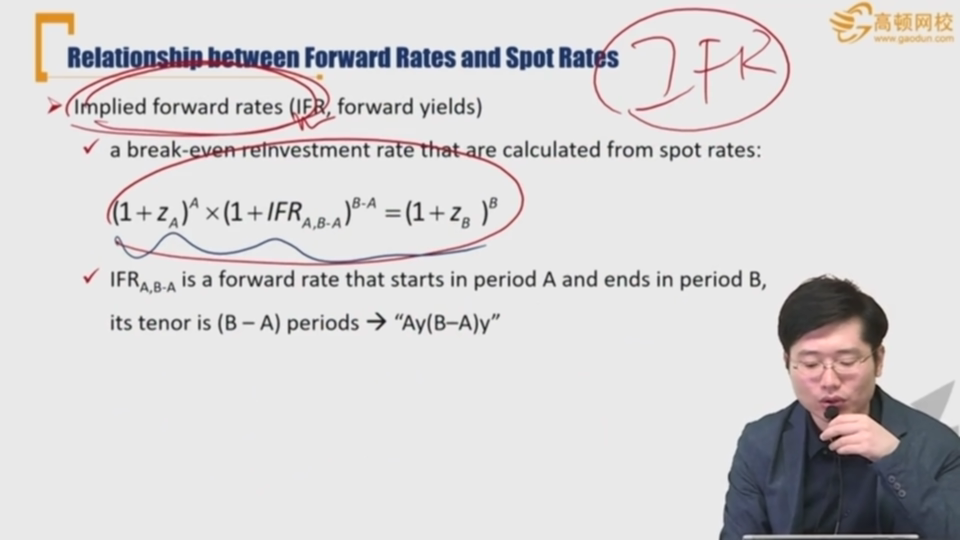 高顿网校
www.gaodun.com
Relationship between Forward Rates and Spot Rates
IFR
Implied forward rates (IFR, forward yields)
a break-even reinvestment rate that are calculated from spot rates:
(1+z_A)^A ×(1+IFR_{A,B-A})^{B-A} =(1+z_B )^B
IFR_{A,B-A} is a forward rate that starts in period A and ends in period B,
its tenor is (B – A) periods → “Ay(B–A)y”